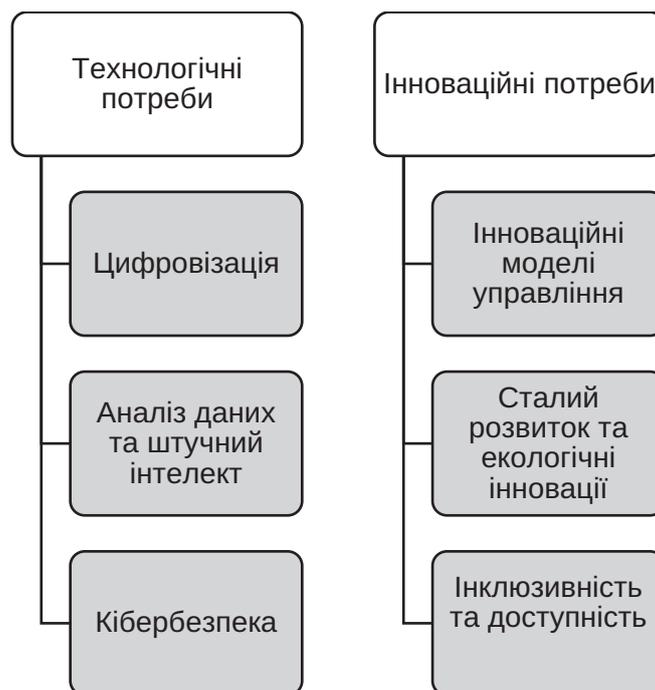 Технологічні
потреби
Цифровізація
Аналіз даних
та штучний
інтелект
Кібербезпека
Інноваційні потреби
Інноваційні
моделі
управління
Сталий
розвиток та
екологічні
інновації
Інклюзивність
та доступність